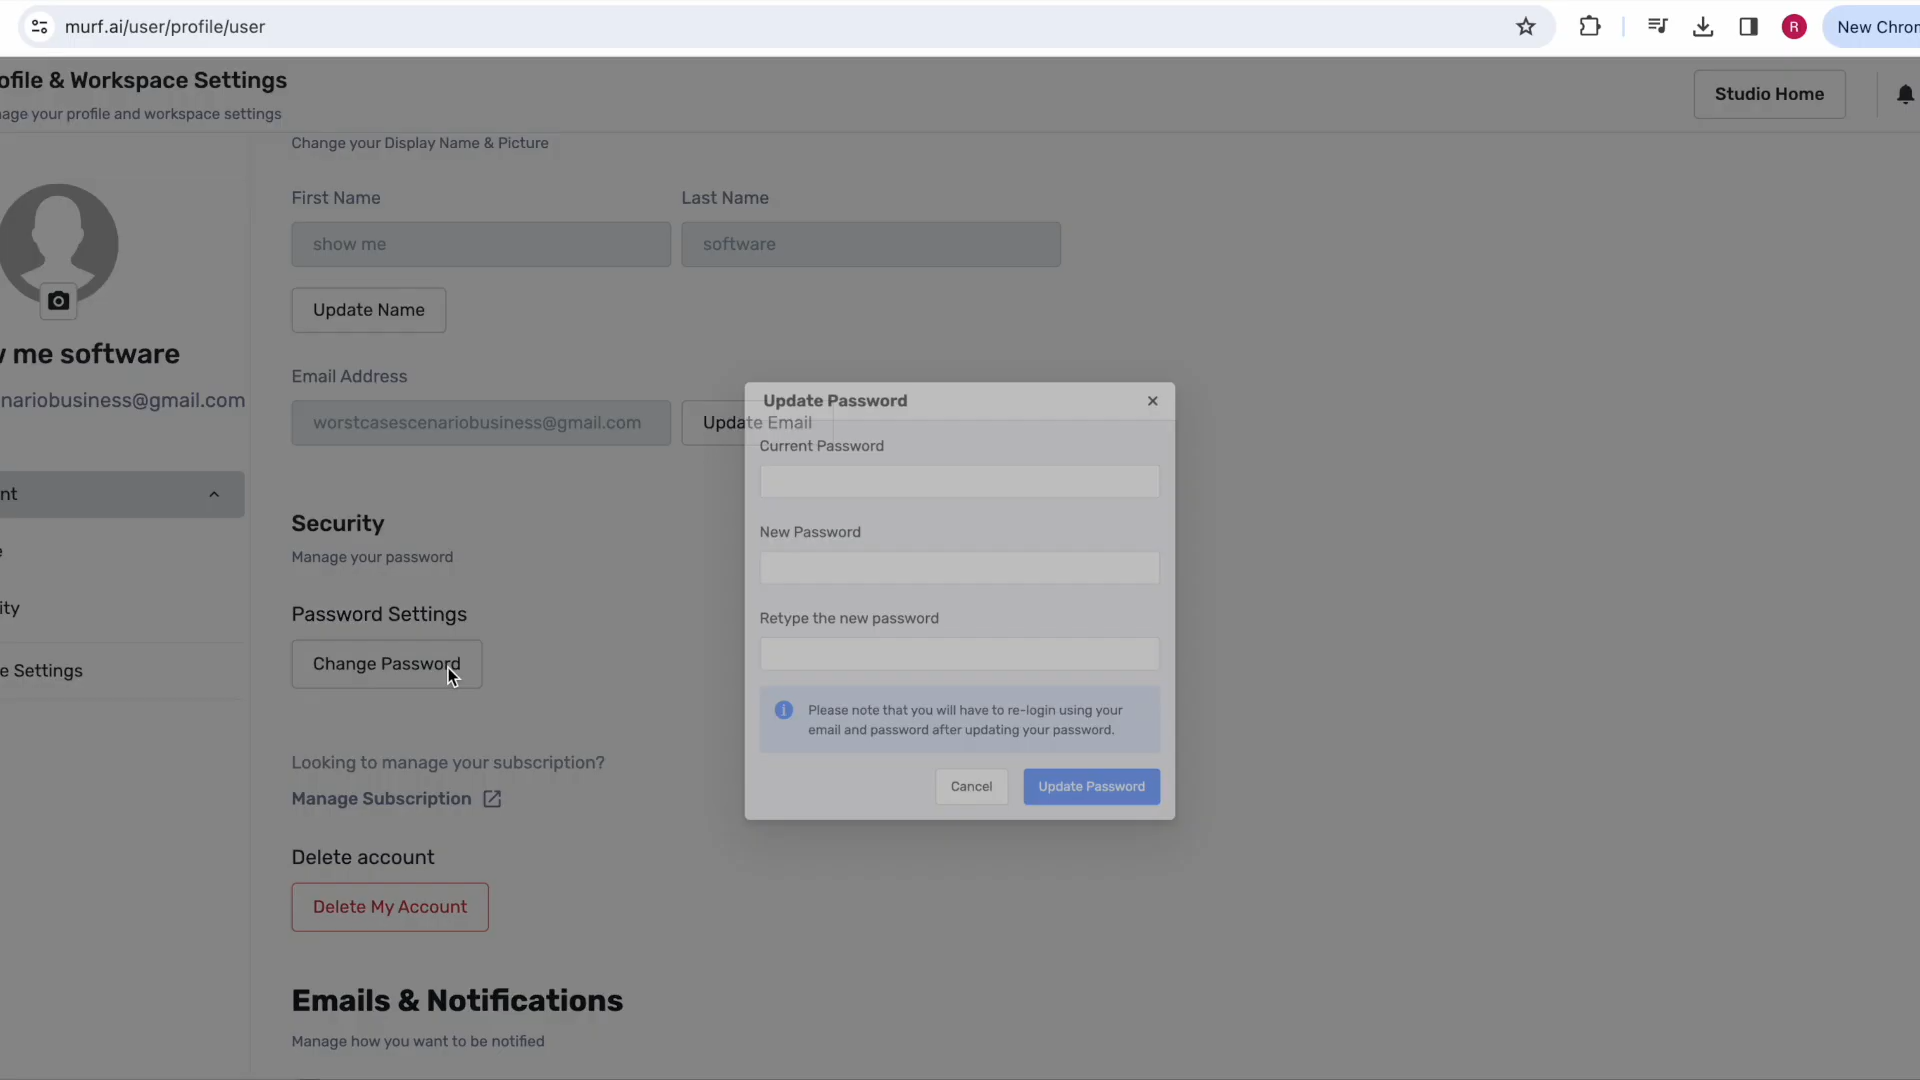 murf.ai/user/profile/user
R
New Chrom
ofile & Workspace Settings
age your profile and workspace settings
Studio Home
Change your Display Name & Picture
First Name
Last Name
show me
software
Update Name
w me software
nariobusiness@gmail.com
Email Address
worstcasescenariobusiness@gmail.com
Update Email
Update Password
Current Password
New Password
Retype the new password
Please note that you will have to re-login using your
email and password after updating your password.
Cancel
Update Password
nt
e
ity
e Settings
Security
Manage your password
Password Settings
Change Password
Looking to manage your subscription?
Manage Subscription
Delete account
Delete My Account
Emails & Notifications
Manage how you want to be notified